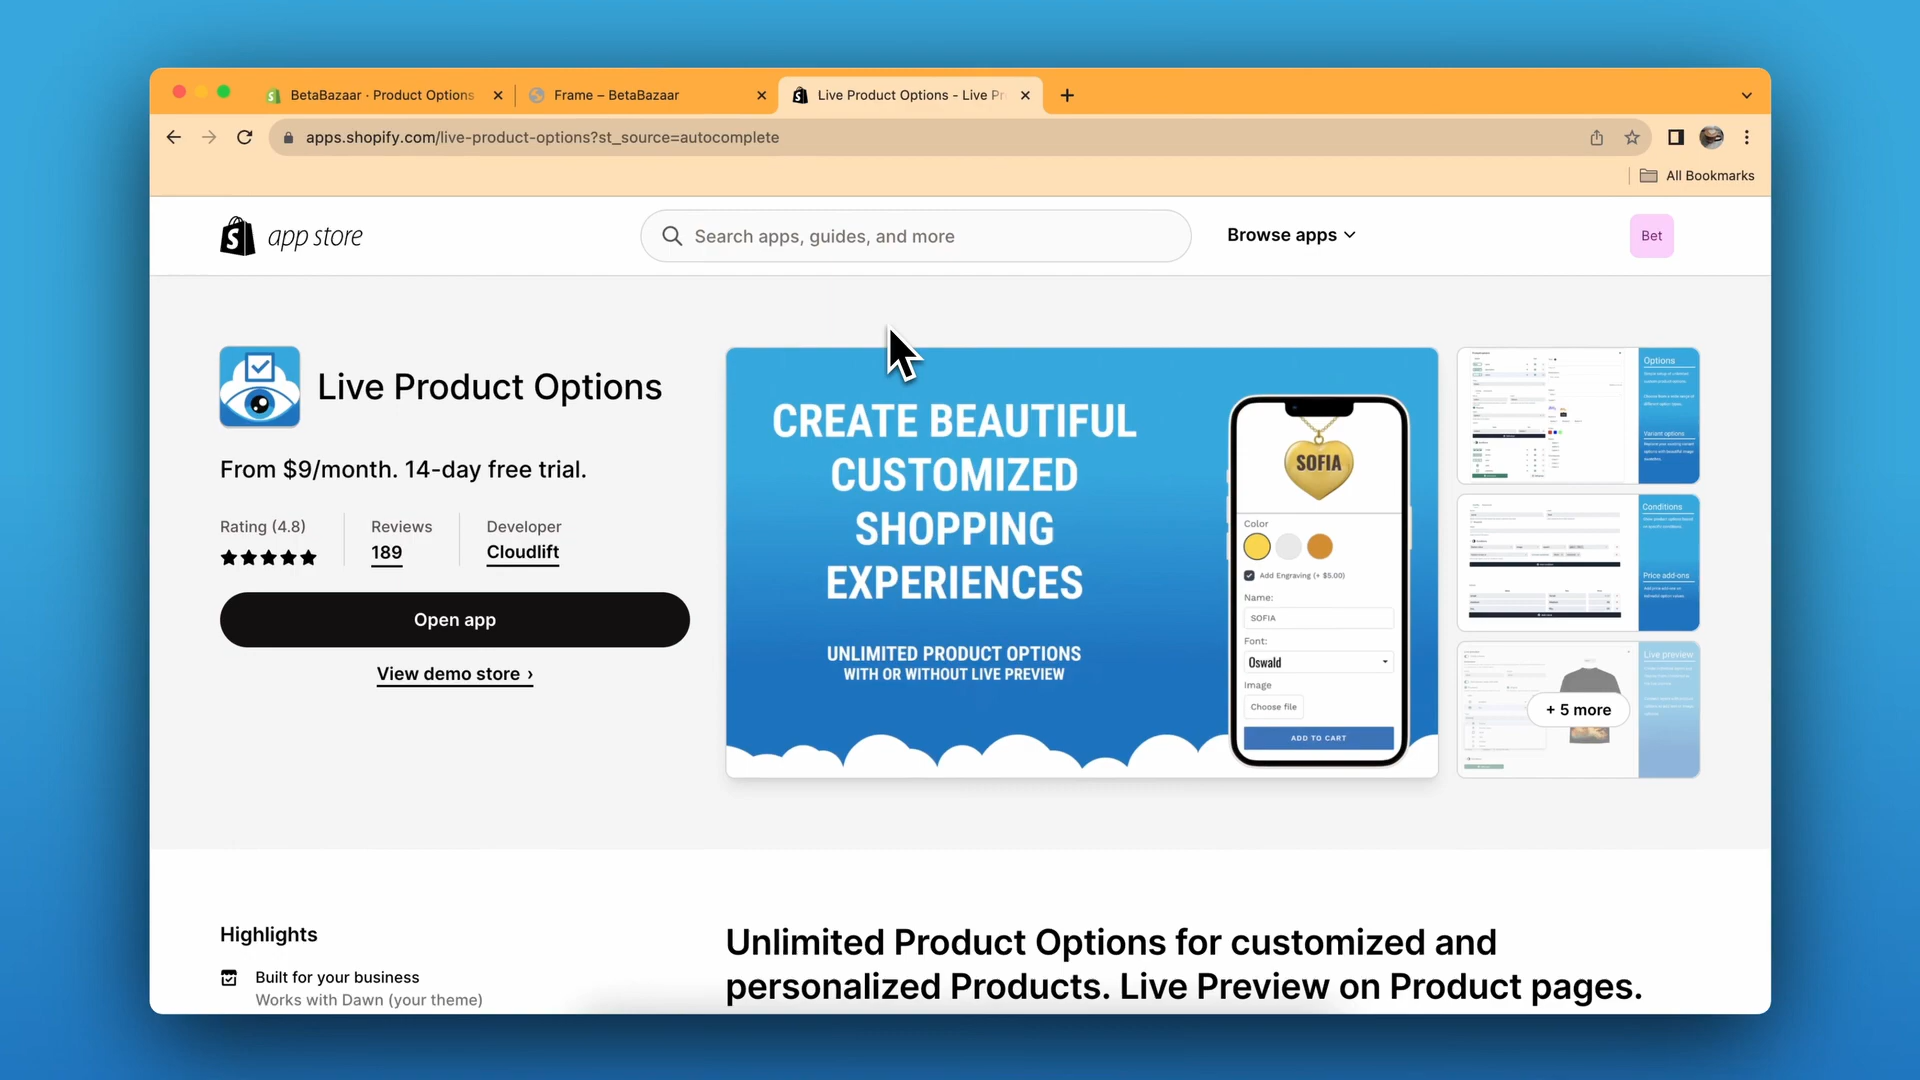 BetaBazaar · Product Options
Frame – BetaBazaar
Live Product Options - Live Pr
apps.shopify.com/live-product-options?st_source=autocomplete
All Bookmarks
app store
Search apps, guides, and more
Browse apps
Bet
Live Product Options
From $9/month. 14-day free trial.
Rating (4.8)
Reviews
189
Developer
Cloudlift
Open app
View demo store ›
CREATE BEAUTIFUL
CUSTOMIZED
SHOPPING
EXPERIENCES
UNLIMITED PRODUCT OPTIONS
WITH OR WITHOUT LIVE PREVIEW
SOFIA
Color
Add Engraving (+ $5.00)
Name:
SOFIA
Font:
Oswald
Image
Choose file
ADD TO CART
Options
Variant options
Conditions
Price add-ons
Live preview
+ 5 more
Highlights
Built for your business
Works with Dawn (your theme)
Unlimited Product Options for customized and
personalized Products. Live Preview on Product pages.